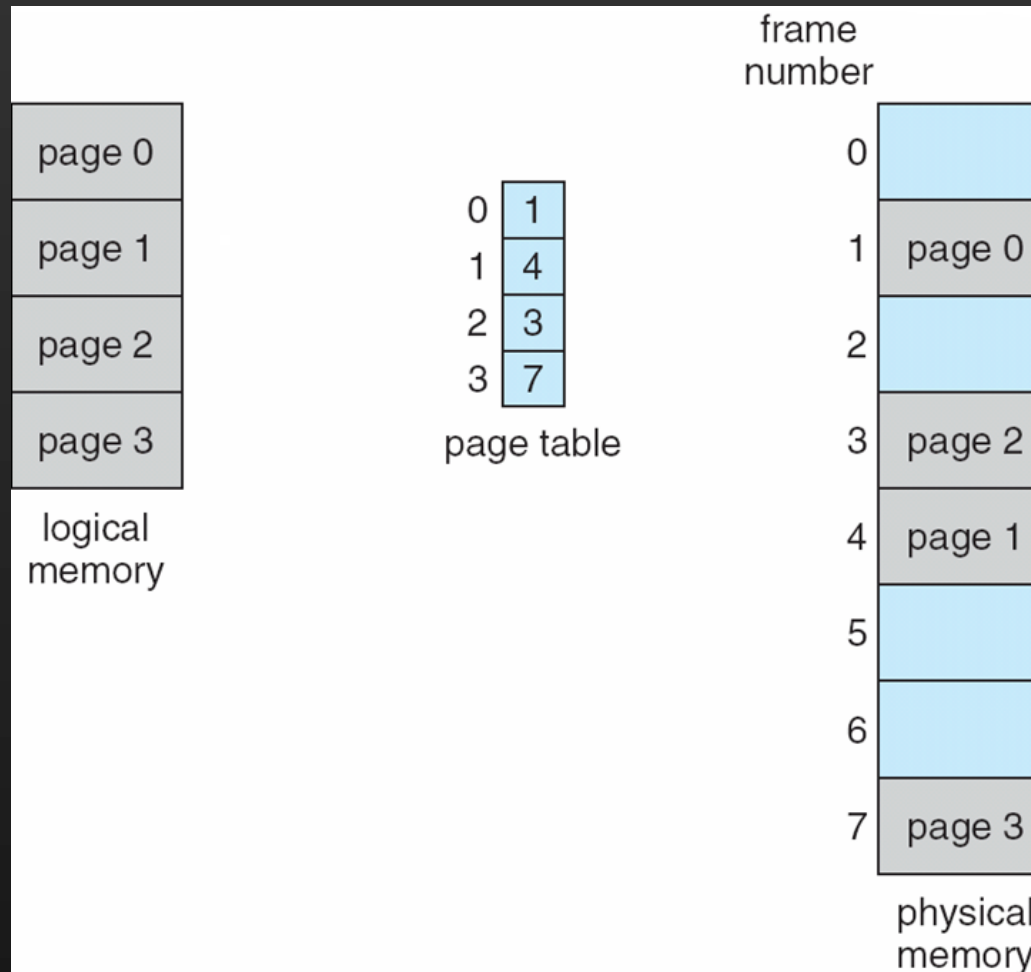 page 0
page 1
page 2
page 3
logical
memory
0 1
1 4
2 3
3 7
page table
frame
number
0
1 page 0
2
3 page 2
4 page 1
5
6
7 page 3
physical
memory